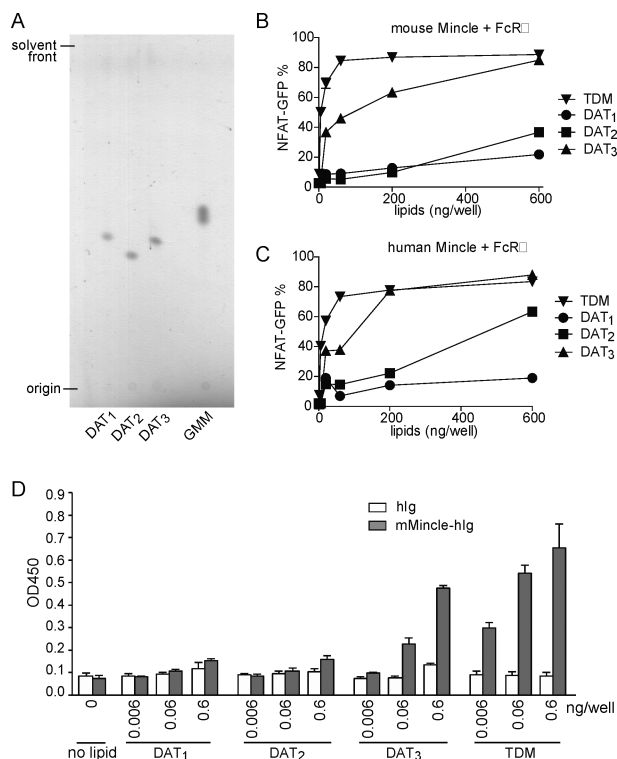 A
solvent
front
origin
DAT1
DAT2
DAT3
GMM
B
mouse Mincle + FcR□
NFAT-GFP %
100
80
60
40
20
0
0
200
400
600
lipids (ng/well)
TDM
DAT1
DAT2
DAT3
C
human Mincle + FcR□
NFAT-GFP %
100
80
60
40
20
0
0
200
400
600
lipids (ng/well)
TDM
DAT1
DAT2
DAT3
D
hIg
mMincle-hIg
OD450
0.9
0.8
0.7
0.6
0.5
0.4
0.3
0.2
0.1
0.0
0 0.006 0.06 0.6 0.006 0.06 0.6 0.006 0.06 0.6 0.006 0.06 0.6 ng/well
no lipid DAT1 DAT2 DAT3 TDM